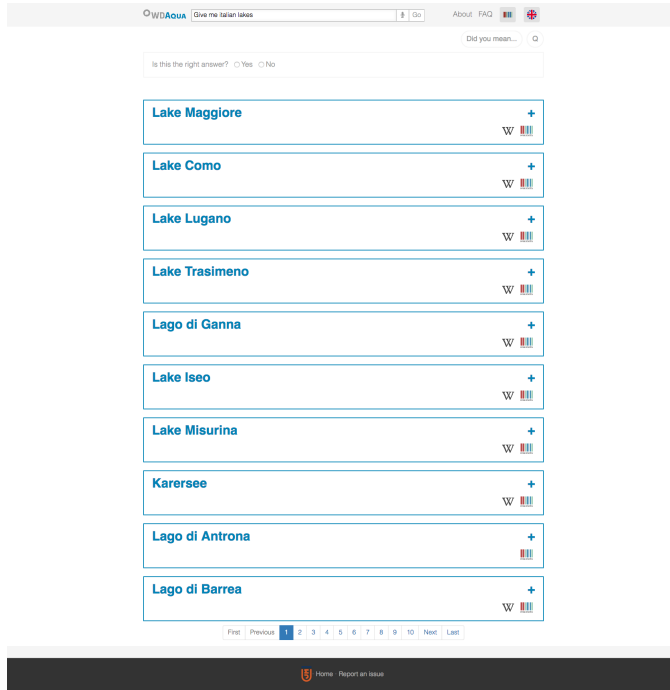 WDAqua Give me italian lakes Go About FAQ
Did you mean... Q
Is this the right answer? Yes No
Lake Maggiore +
W
Lake Como +
W
Lake Lugano +
W
Lake Trasimeno +
W
Lago di Ganna +
W
Lake Iseo +
W
Lake Misurina +
W
Karersee +
W
Lago di Antrona +
Lago di Barrea +
W
First Previous 1 2 3 4 5 6 7 8 9 10 Next Last
Home Report an issue